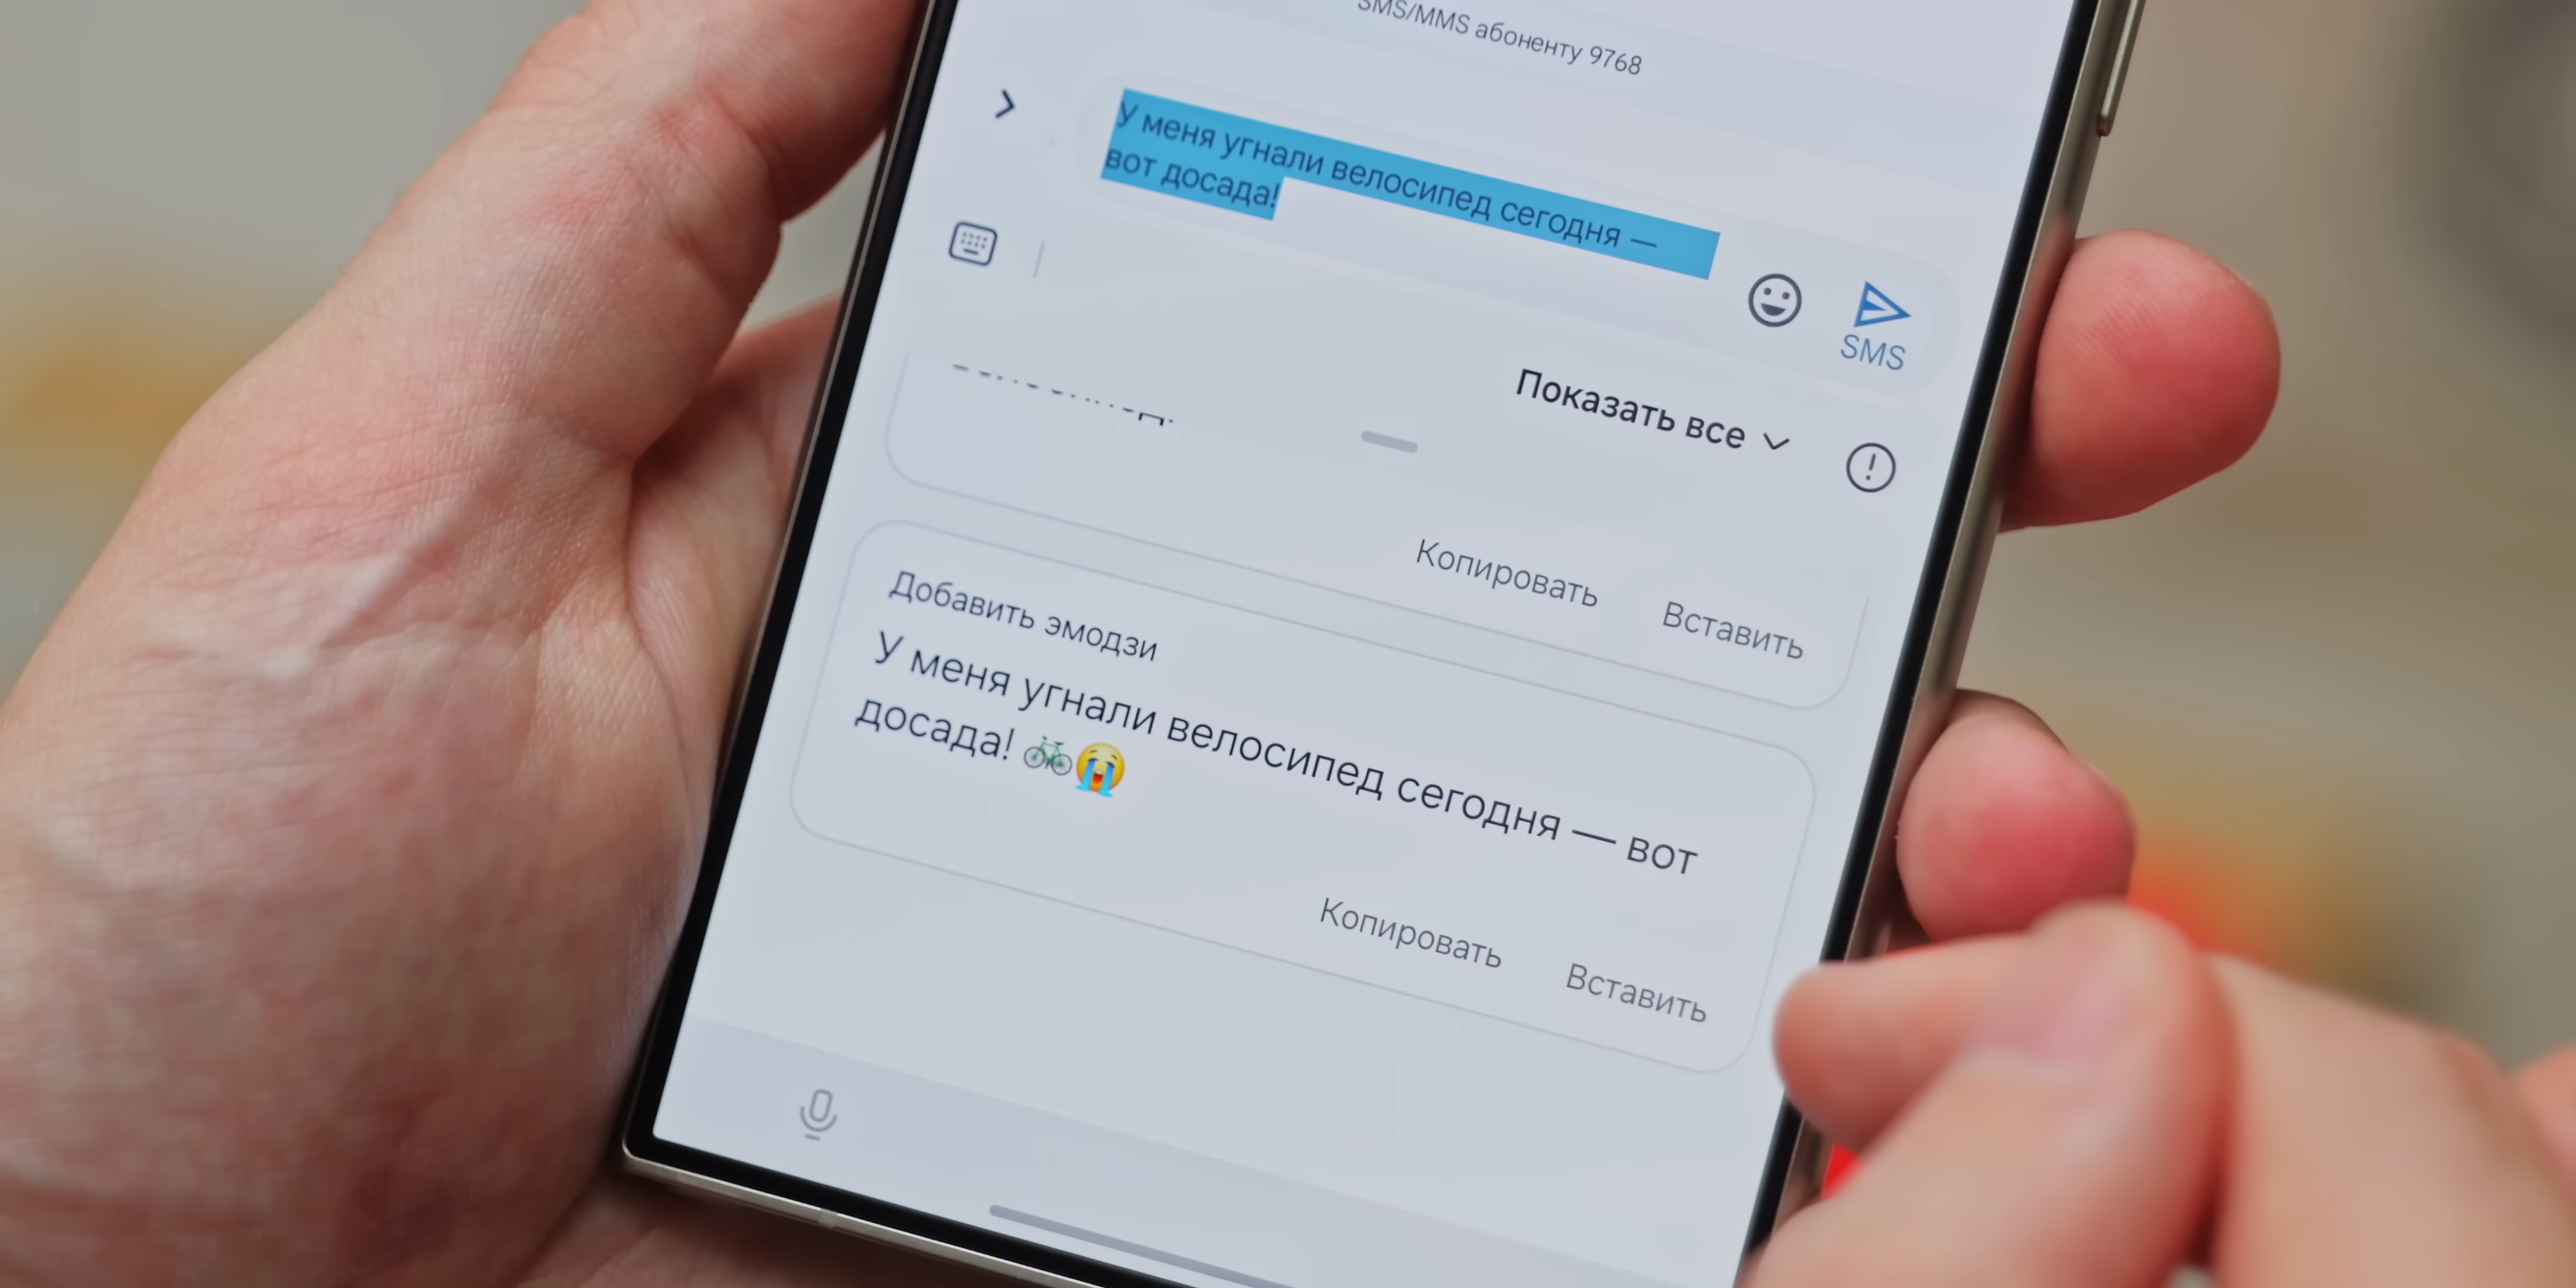 SMS/MMS абоненту 9768
У меня угнали велосипед сегодня —
вот досада!
SMS
Показать все
Копировать Вставить
Добавить эмодзи
У меня угнали велосипед сегодня — вот
досада! 🚲😭
Копировать Вставить